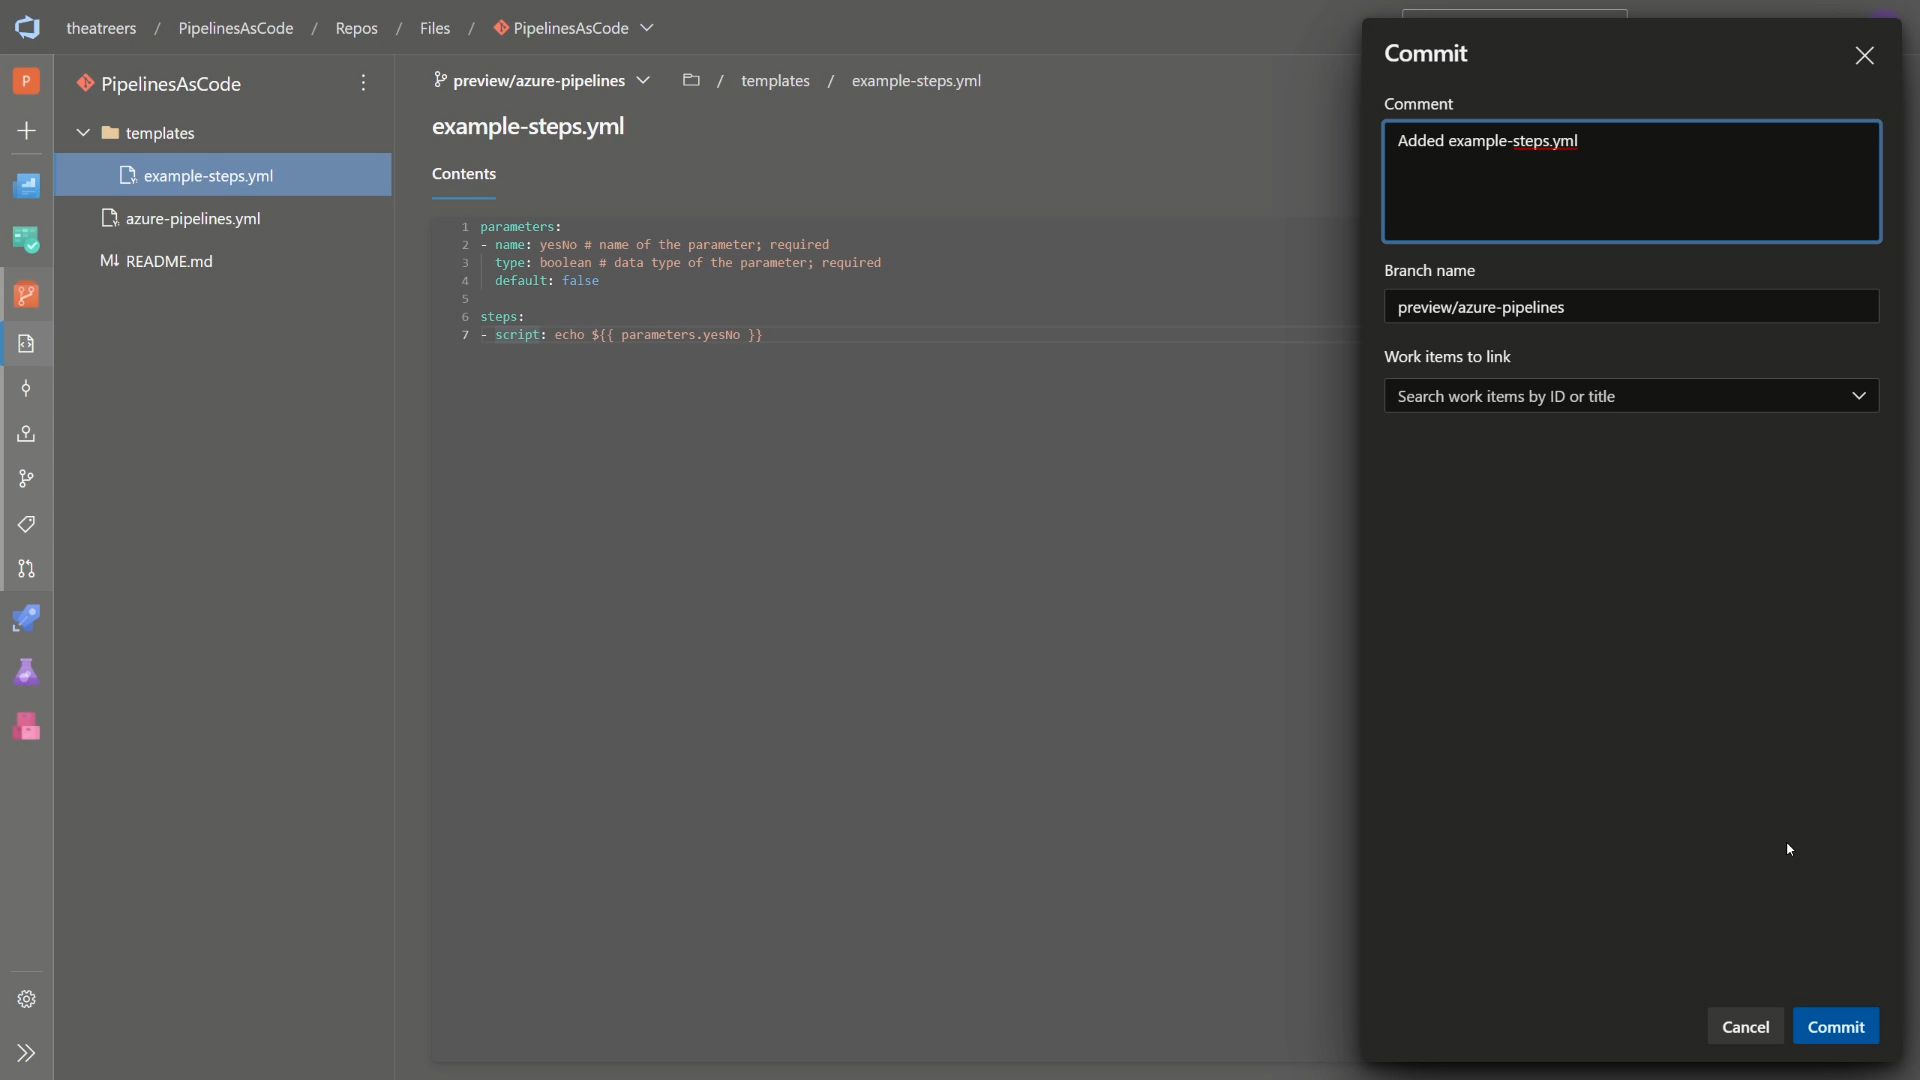 theatreers / PipelinesAsCode / Repos / Files / PipelinesAsCode
P
PipelinesAsCode
templates
example-steps.yml
azure-pipelines.yml
M↓ README.md
preview/azure-pipelines / templates / example-steps.yml
example-steps.yml
Contents
1 parameters:
2 - name: yesNo # name of the parameter; required
3 type: boolean # data type of the parameter; required
4 default: false
5
6 steps:
7 - script: echo ${{ parameters.yesNo }}
Commit
Comment
Added example-steps.yml
Branch name
preview/azure-pipelines
Work items to link
Search work items by ID or title
Cancel
Commit